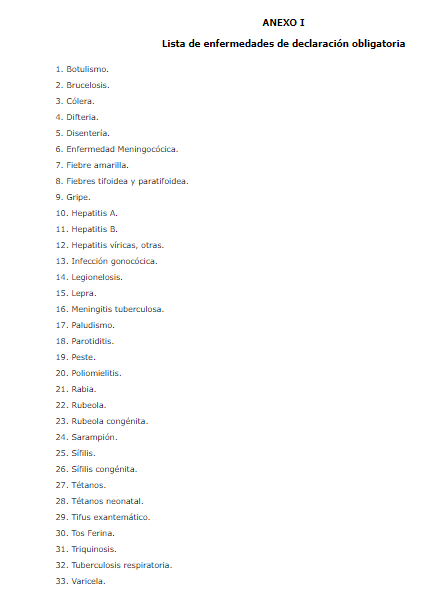 ANEXO I
Lista de enfermedades de declaración obligatoria
1. Botulismo.
2. Brucelosis.
3. Cólera.
4. Difteria.
5. Disentería.
6. Enfermedad Meningocócica.
7. Fiebre amarilla.
8. Fiebres tifoidea y paratifoidea.
9. Gripe.
10. Hepatitis A.
11. Hepatitis B.
12. Hepatitis víricas, otras.
13. Infección gonocócica.
14. Legionelosis.
15. Lepra.
16. Meningitis tuberculosa.
17. Paludismo.
18. Parotiditis.
19. Peste.
20. Poliomielitis.
21. Rabia.
22. Rubeola.
23. Rubeola congénita.
24. Sarampión.
25. Sífilis.
26. Sífilis congénita.
27. Tétanos.
28. Tétanos neonatal.
29. Tifus exantemático.
30. Tos Ferina.
31. Triquinosis.
32. Tuberculosis respiratoria.
33. Varicela.